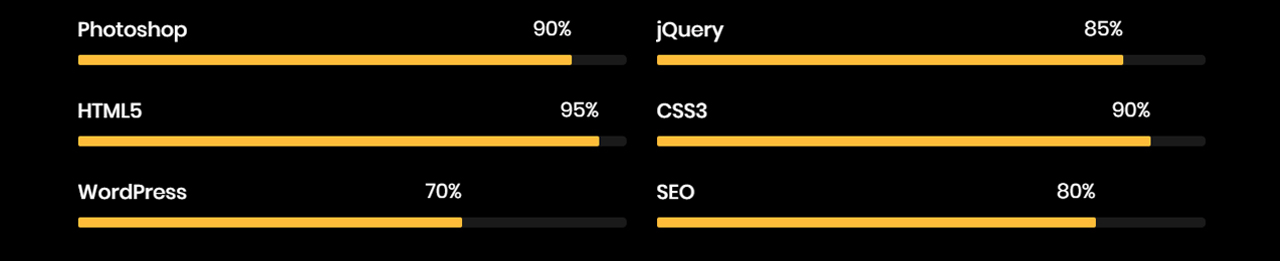 Photoshop 90%
jQuery 85%
HTML5 95%
CSS3 90%
WordPress 70%
SEO 80%